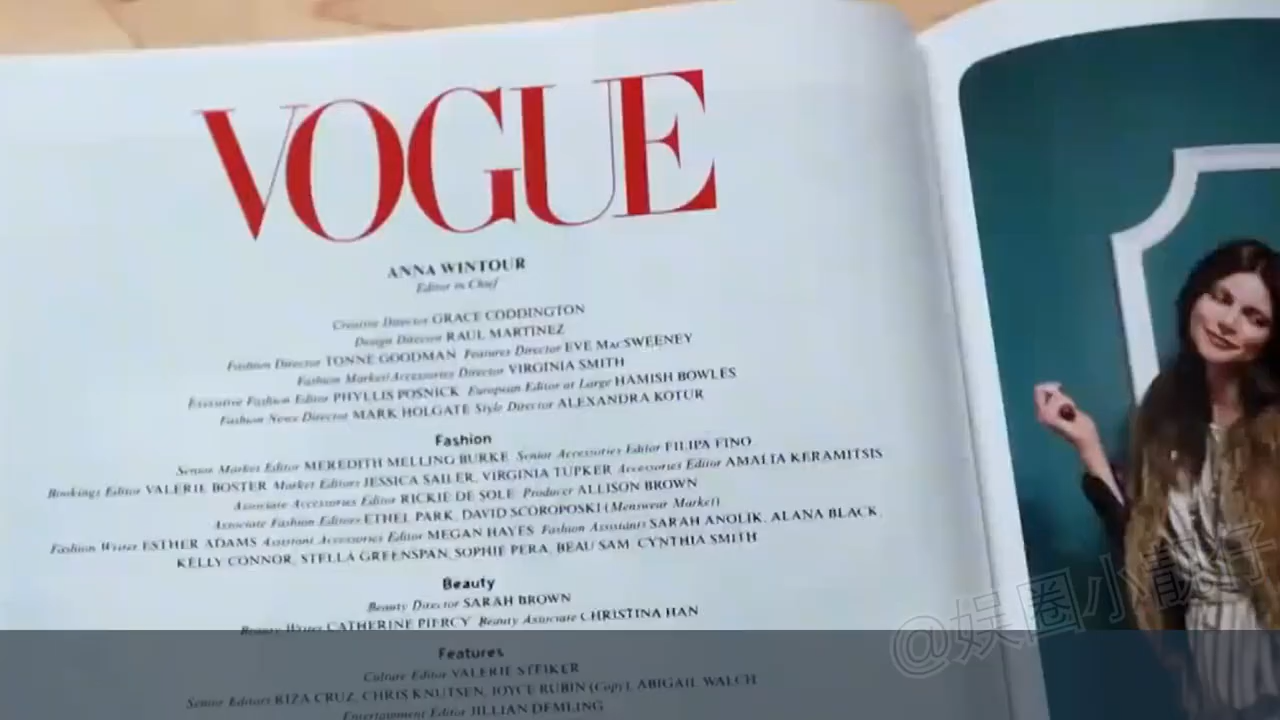 VOGUE
ANNA WINTOUR
Editor in Chief
Creative Director GRACE CODDINGTON
Design Director RAUL MARTINEZ
Fashion Director TONNE GOODMAN Features Director EVE MacSWEENEY
Fashion Market/Accessories Director VIRGINIA SMITH
Executive Fashion Editor PHYLLIS POSNICK European Editor at Large HAMISH BOWLES
Fashion News Director MARK HOLGATE Style Director ALEXANDRA KOTUR
Fashion
Senior Market Editor MEREDITH MELLING BURKE Senior Accessories Editor FILIPA FINO
Bookings Editor VALERIE BOSTER Market Editors JESSICA SAILER, VIRGINIA TUPKER Accessories Editor AMALIA KERAMITSIS
Associate Accessories Editor RICKIE DE SOLE Producer ALLISON BROWN
Associate Fashion Editors ETHEL PARK, DAVID SCOROPOSKI (Menswear Market)
Fashion Writer ESTHER ADAMS Assistant Accessories Editor MEGAN HAYES Fashion Assistants SARAH ANOLIK, ALANA BLACK,
KELLY CONNOR, STELLA GREENSPAN, SOPHIE PERA, BEAU SAM, CYNTHIA SMITH
Beauty
Beauty Director SARAH BROWN
Beauty Writer CATHERINE PIERCY Beauty Associate CHRISTINA HAN
Features
Culture Editor VALERIE STEIKER
Senior Editors RIZA CRUZ, CHRIS KNUTSEN, JOYCE RUBIN (Copy), ABIGAIL WALCH
Entertainment Editor JILLIAN DEMLING
@娱圈小靓仔